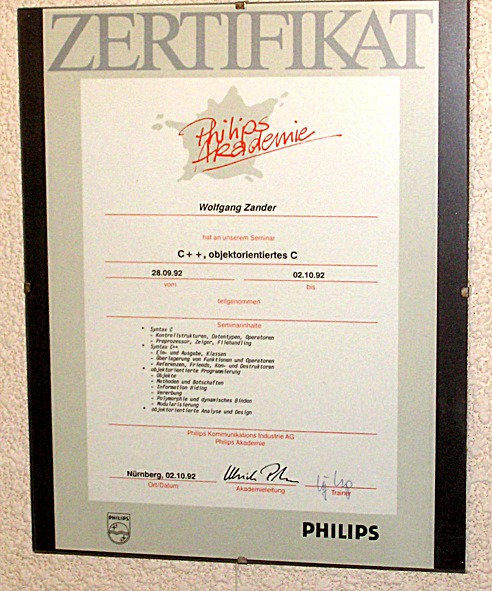 ZERTIFIKAT
Philips
Akademie
Wolfgang Zander
hat an unserem Seminar
C++, objektorientiertes C
28.09.92 02.10.92
vom bis
teilgenommen
Seminarinhalte
* Syntax C
- Kontrollstrukturen, Datentypen, Operatoren
- Preprozessor, Zeiger, Filehandling
* Syntax C++
- Ein- und Ausgabe, Klassen
- Überlagerung von Funktionen und Operatoren
- Referenzen, Friends, Kon- und Destruktoren
* objektorientierte Programmierung
- Objekte
- Methoden und Botschaften
- Information Hiding
- Vererbung
- Polymorphie und dynamisches Binden
- Modularisierung
* objektorientierte Analyse und Design
Philips Kommunikations Industrie AG
Philips Akademie
Nürnberg, 02.10.92
Ort/Datum Akademieleitung Trainer
PHILIPS
PHILIPS